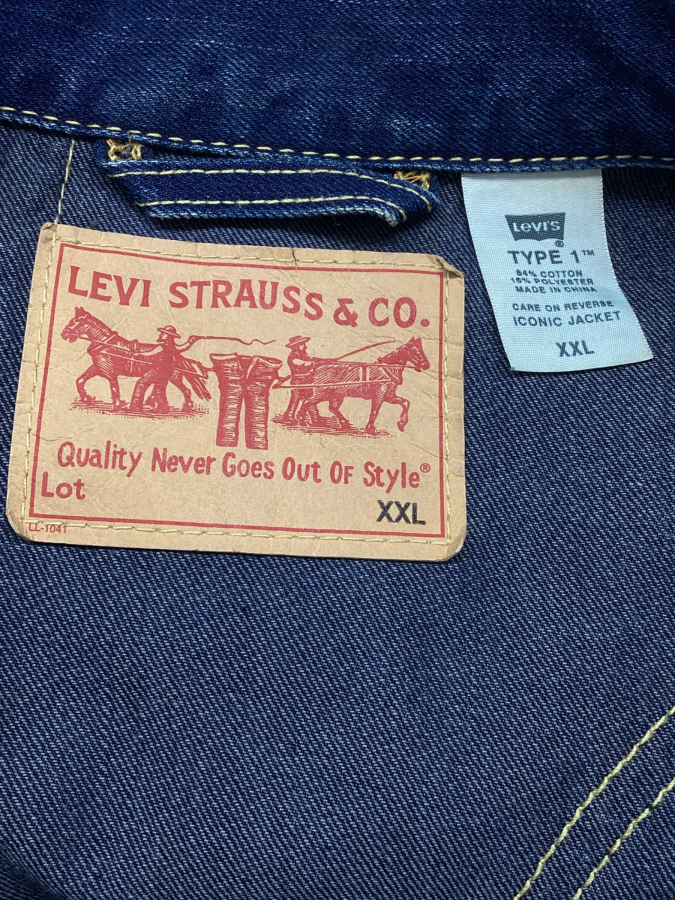 LEVI STRAUSS & CO.
Quality Never Goes Out Of Style®
Lot
XXL
LL-1041
Levi's®
TYPE 1™
84% COTTON
16% POLYESTER
MADE IN CHINA
CARE ON REVERSE
ICONIC JACKET
XXL